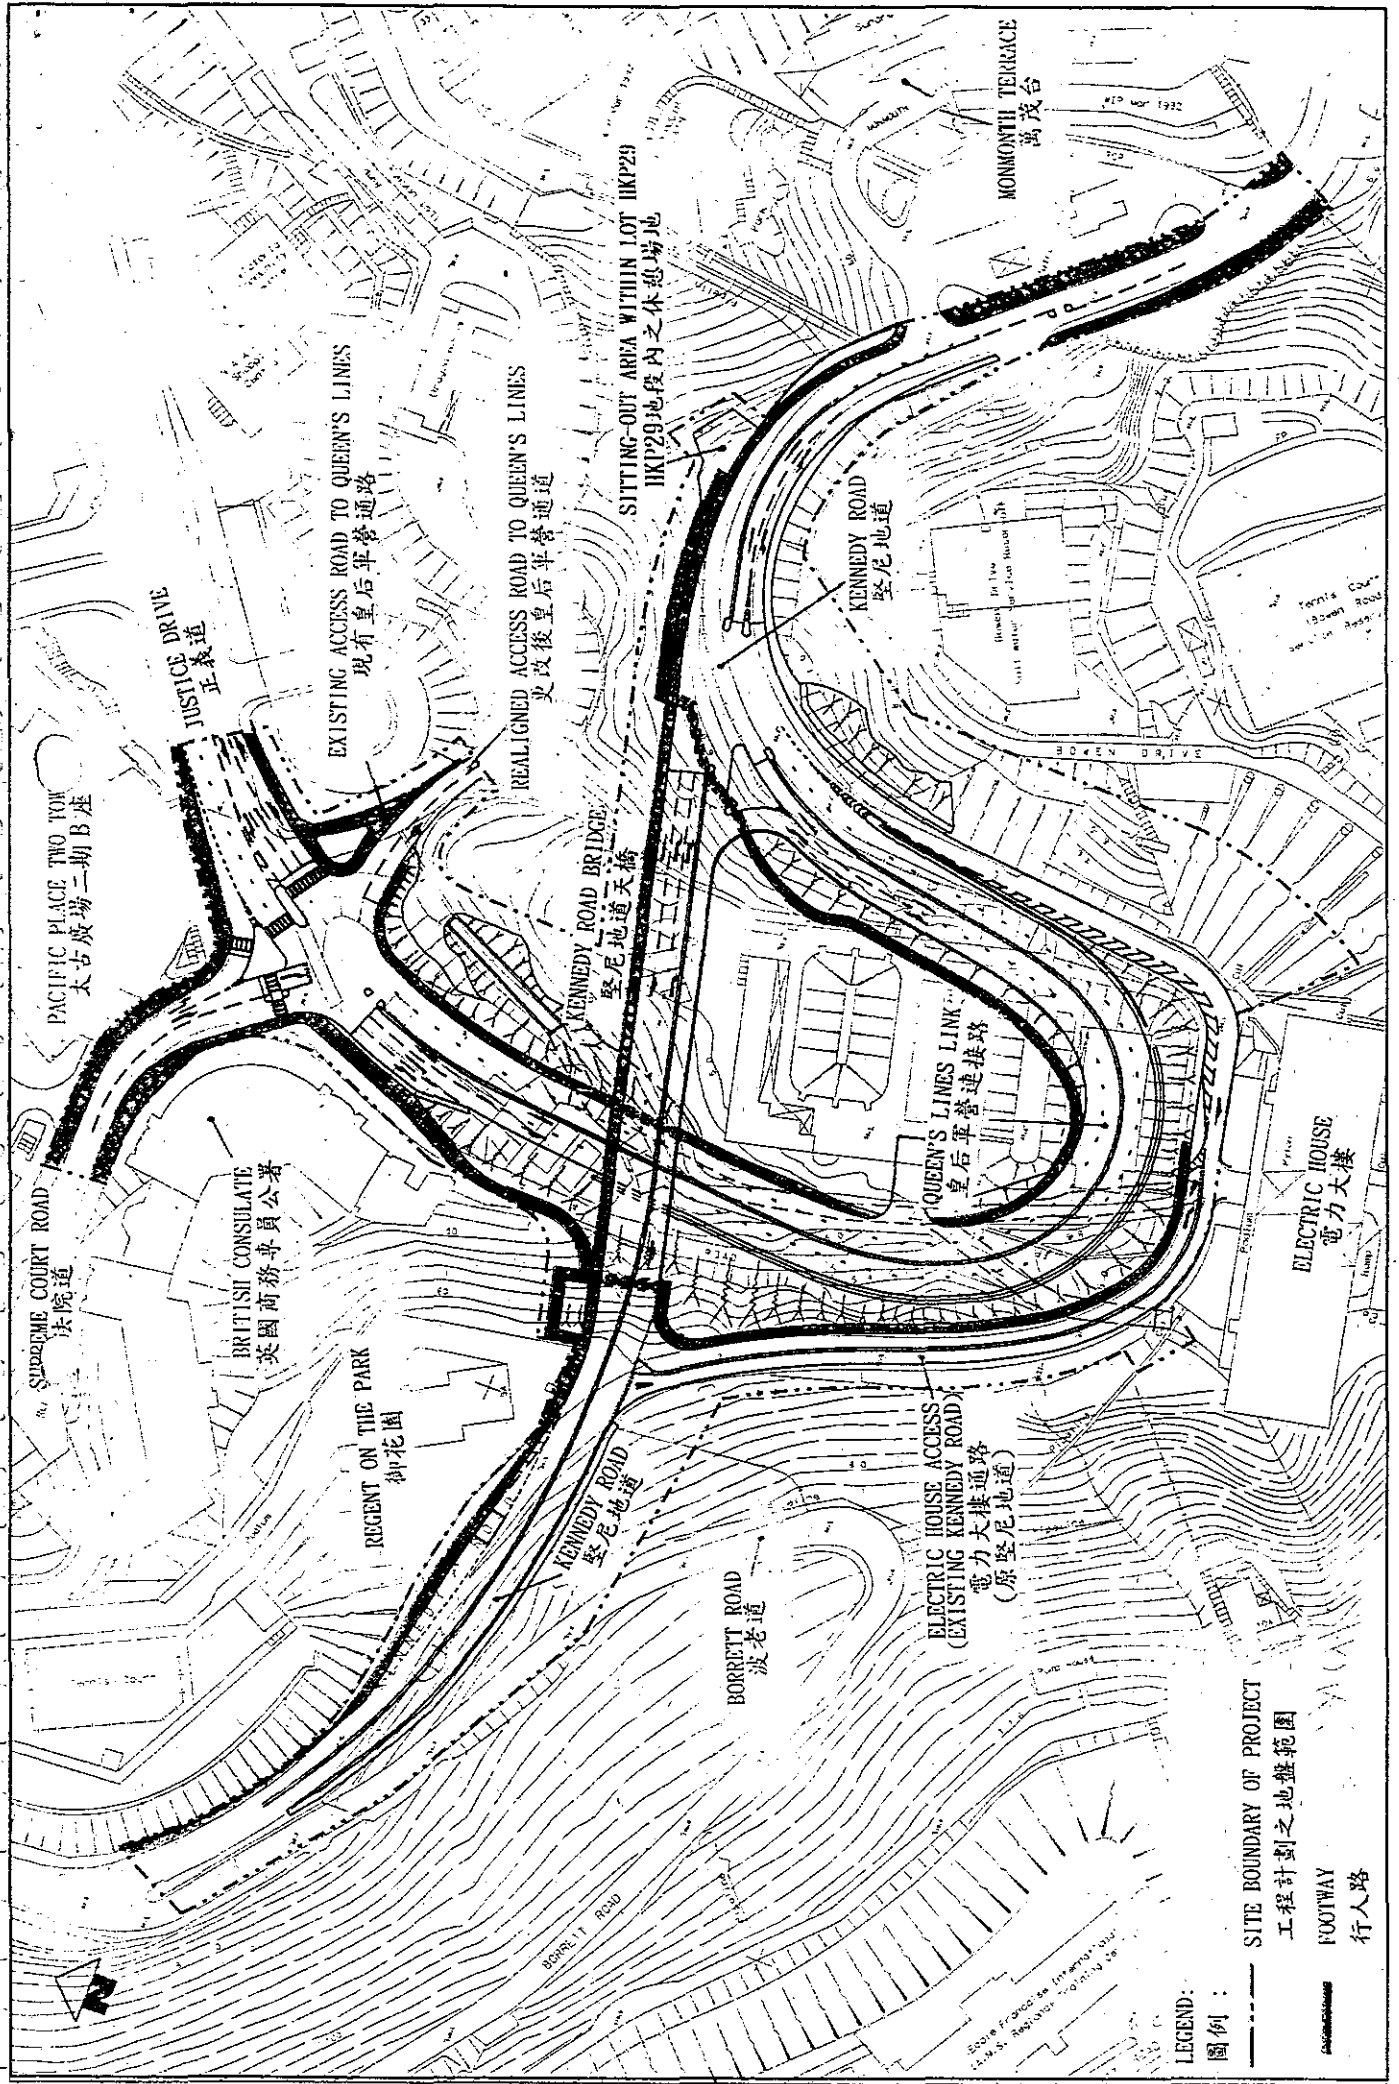 SUPREME COURT ROAD
法院道
PACIFIC PLACE TWO TOW
太古廣場二期B座
JUSTICE DRIVE
正義道
BRITISH CONSULATE
英國商務專員公署
EXISTING ACCESS ROAD TO QUEEN'S LINES
現有皇后軍營通路
REGENT ON THE PARK
御花園
REALIGNED ACCESS ROAD TO QUEEN'S LINES
更改後皇后軍營通道
KENNEDY ROAD BRIDGE
堅尼地道天橋
SITTING-OUT AREA WITHIN LOT HKP29
HKP29地段內之休憩場地
KENNEDY ROAD
堅尼地道
KENNEDY ROAD
堅尼地道
MONMONTH TERRACE
萬茂台
BORRETT ROAD
波老道
QUEEN'S LINES LINK
皇后軍營連接路
ELECTRIC HOUSE ACCESS
(EXISTING KENNEDY ROAD)
電力大樓通路
(原堅尼地道)
BOWEN DRIVE
ELECTRIC HOUSE
電力大樓
BORRETT ROAD
LEGEND:
圖例：
SITE BOUNDARY OF PROJECT
工程計劃之地盤範圍
FOOTWAY
行人路